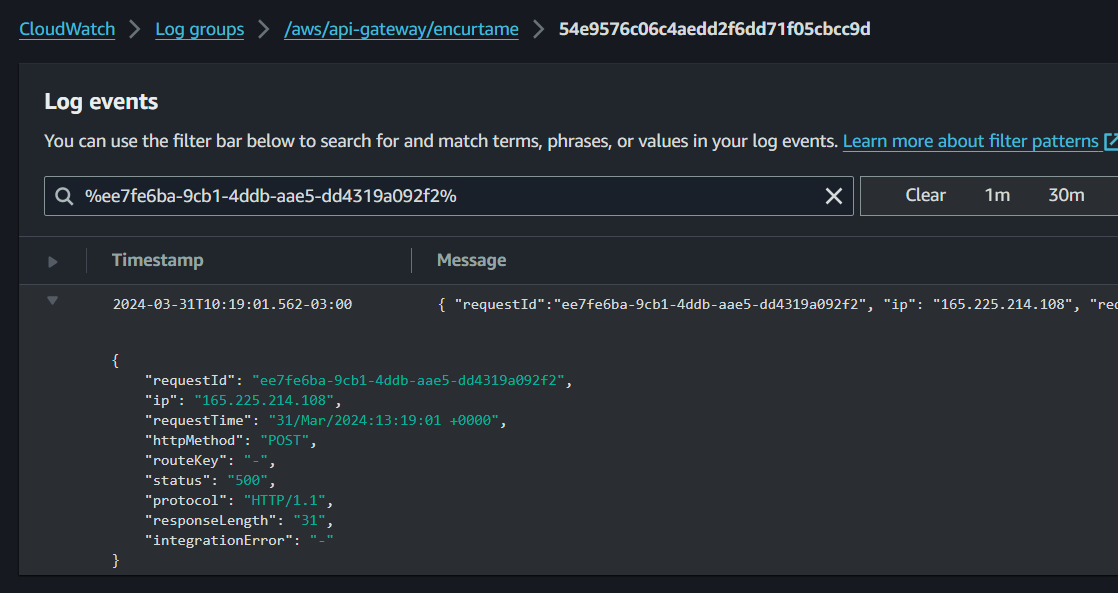 CloudWatch > Log groups > /aws/api-gateway/encurtame > 54e9576c06c4aedd2f6dd71f05cbcc9d
Log events
You can use the filter bar below to search for and match terms, phrases, or values in your log events. Learn more about filter patterns
%ee7fe6ba-9cb1-4ddb-aae5-dd4319a092f2% Clear 1m 30m
Timestamp Message
2024-03-31T10:19:01.562-03:00 { "requestId":"ee7fe6ba-9cb1-4ddb-aae5-dd4319a092f2", "ip": "165.225.214.108", "rec
{
"requestId": "ee7fe6ba-9cb1-4ddb-aae5-dd4319a092f2",
"ip": "165.225.214.108",
"requestTime": "31/Mar/2024:13:19:01 +0000",
"httpMethod": "POST",
"routeKey": "-",
"status": "500",
"protocol": "HTTP/1.1",
"responseLength": "31",
"integrationError": "-"
}